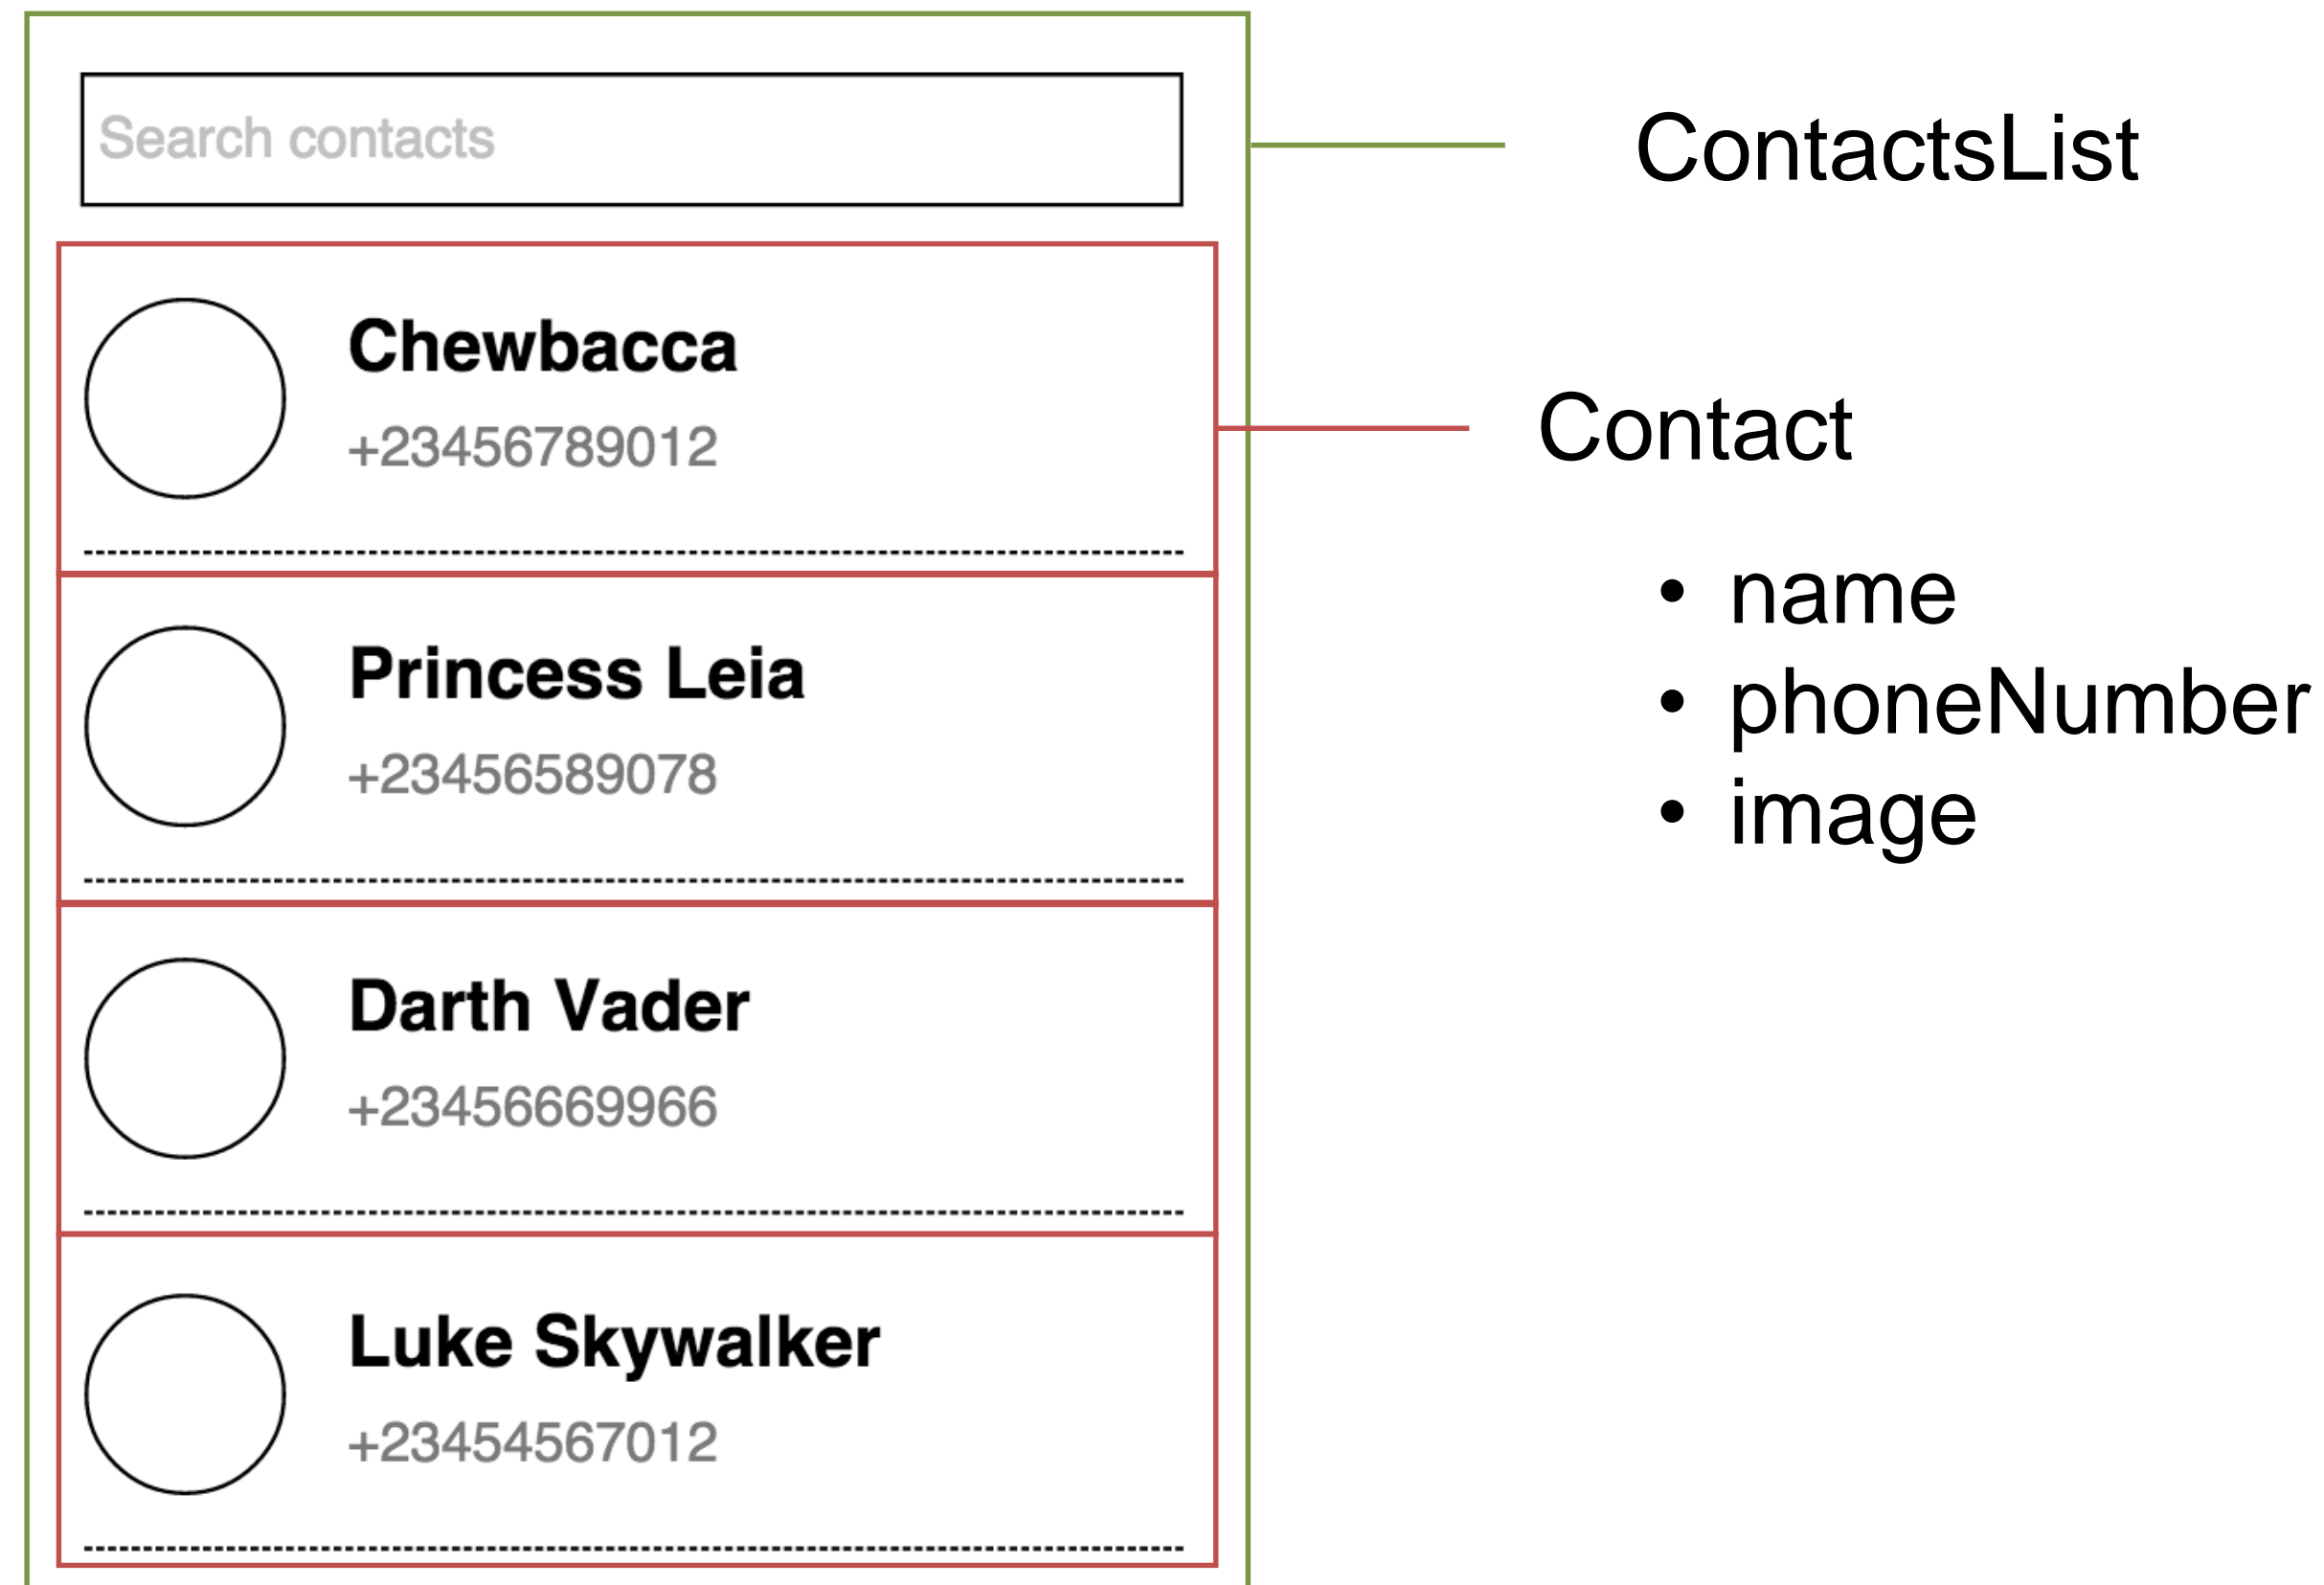 Search contacts
ContactsList
Chewbacca
+23456789012
Contact
Princess Leia
+23456589078
• name
• phoneNumber
• image
Darth Vader
+23456669966
Luke Skywalker
+23454567012